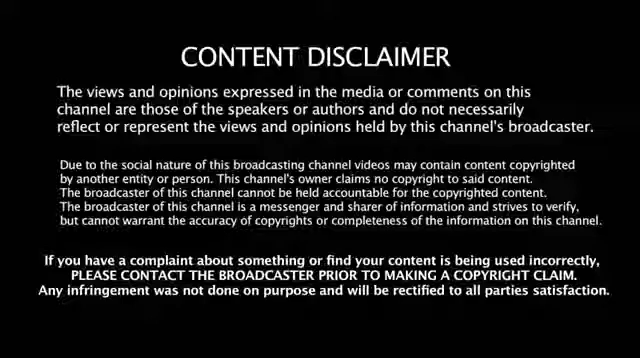 CONTENT DISCLAIMER
The views and opinions expressed in the media or comments on this
channel are those of the speakers or authors and do not necessarily
reflect or represent the views and opinions held by this channel's broadcaster.
Due to the social nature of this broadcasting channel videos may contain content copyrighted
by another entity or person. This channel's owner claims no copyright to said content.
The broadcaster of this channel cannot be held accountable for the copyrighted content.
The broadcaster of this channel is a messenger and sharer of information and strives to verify,
but cannot warrant the accuracy of copyrights or completeness of the information on this channel.
If you have a complaint about something or find your content is being used incorrectly,
PLEASE CONTACT THE BROADCASTER PRIOR TO MAKING A COPYRIGHT CLAIM.
Any infringement was not done on purpose and will be rectified to all parties satisfaction.